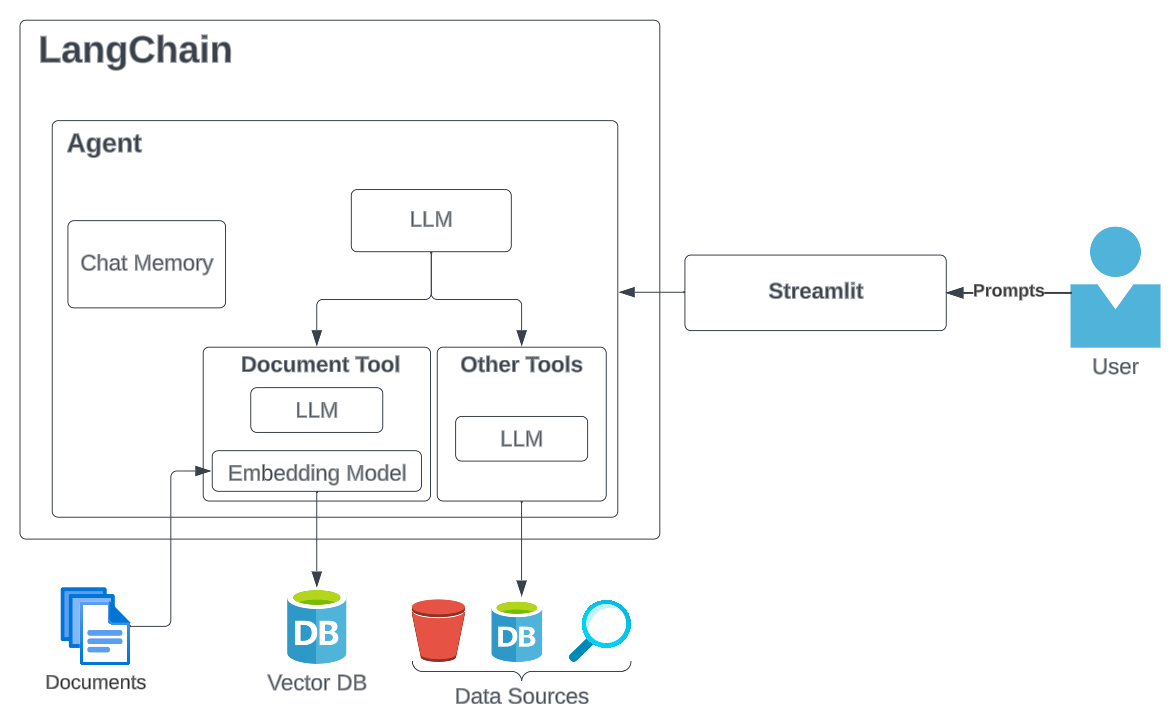 LangChain
Agent
LLM
Chat Memory
Streamlit
Prompts
User
Document Tool
Other Tools
LLM
LLM
Embedding Model
DB
DB
Documents
Vector DB
Data Sources